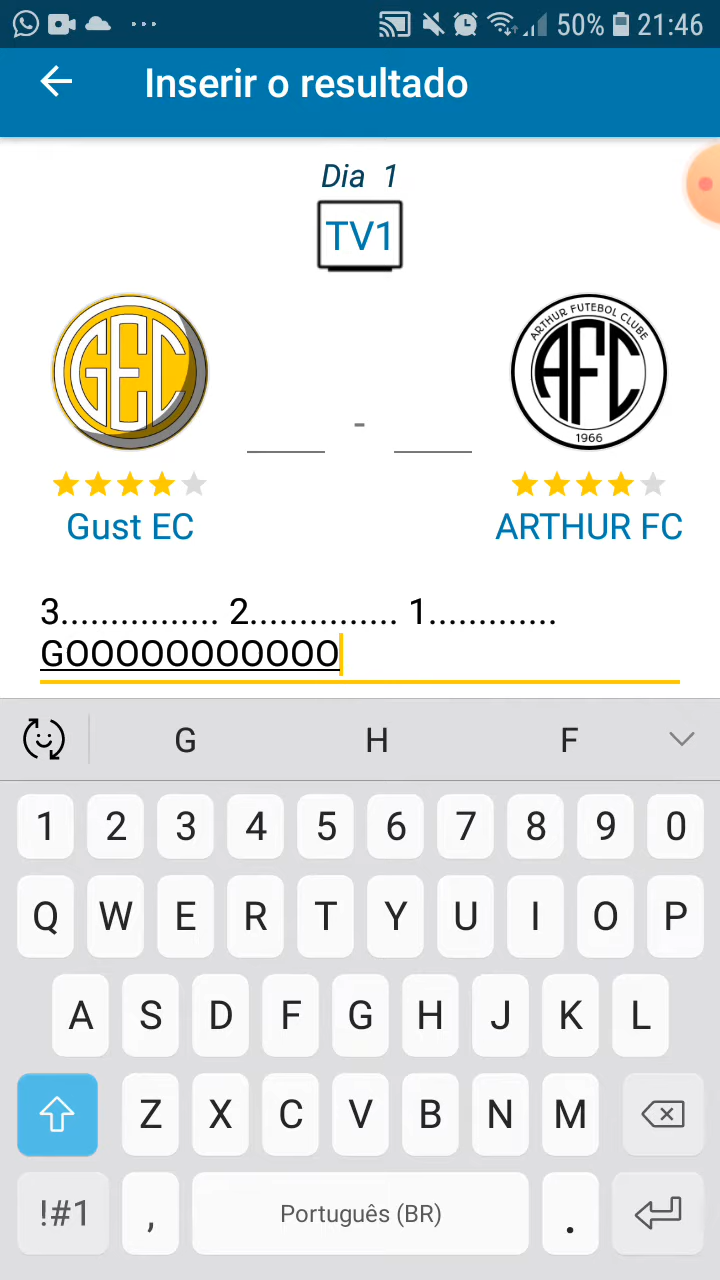 50% 21:46
Inserir o resultado
Dia 1
TV1
GEC
ARTHUR FUTEBOL CLUBE
AFC
1966
-
Gust EC
ARTHUR FC
3................ 2............... 1.............
GOOOOOOOOOOO
G H F
1 2 3 4 5 6 7 8 9 0
Q W E R T Y U I O P
A S D F G H J K L
Z X C V B N M
!#1 , Português (BR) .